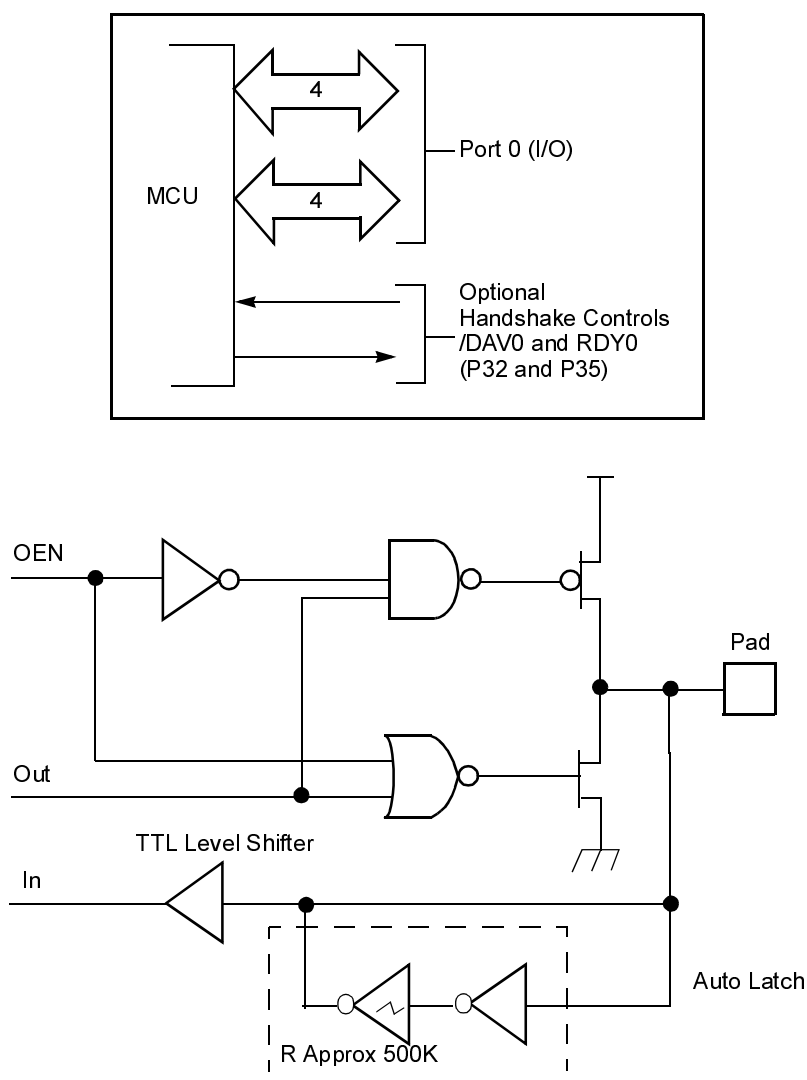 4
Port 0 (I/O)
MCU
4
Optional
Handshake Controls
/DAV0 and RDY0
(P32 and P35)
OEN
Pad
Out
TTL Level Shifter
In
Auto Latch
R Approx 500K